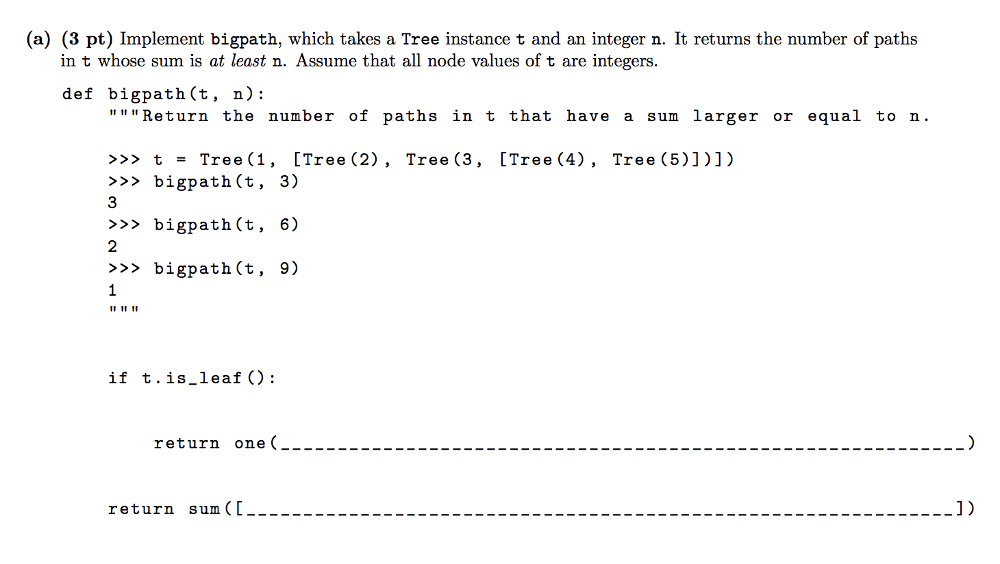 (a) (3 pt) Implement bigpath, which takes a Tree instance t and an integer n. It returns the number of paths
in t whose sum is at least n. Assume that all node values of t are integers.
def bigpath(t, n):
"""Return the number of paths in t that have a sum larger or equal to n.
>>> t = Tree(1, [Tree(2), Tree(3, [Tree(4), Tree(5)])])
>>> bigpath(t, 3)
3
>>> bigpath(t, 6)
2
>>> bigpath(t, 9)
1
"""
if t.is_leaf():
return one(____________________________________________________________)
return sum([______________________________________________________________])